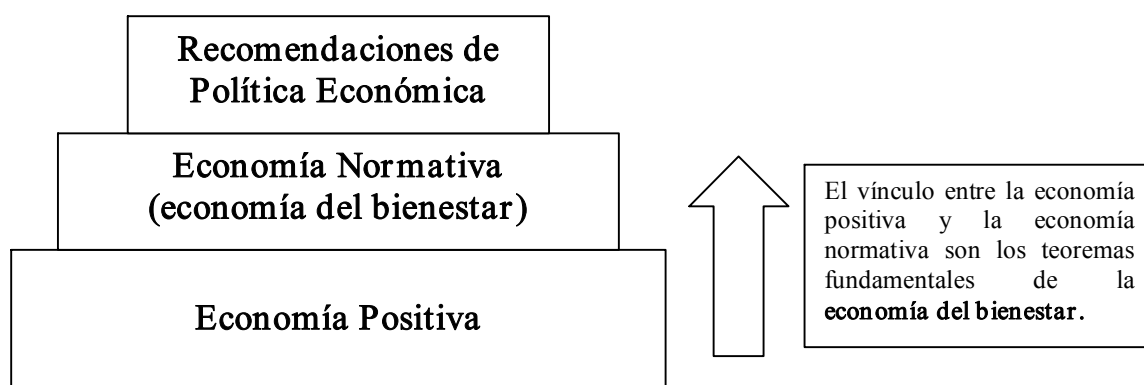 Recomendaciones de
Política Económica
Economía Normativa
(economía del bienestar)
Economía Positiva
El vínculo entre la economía
positiva y la economía
normativa son los teoremas
fundamentales de la
economía del bienestar.